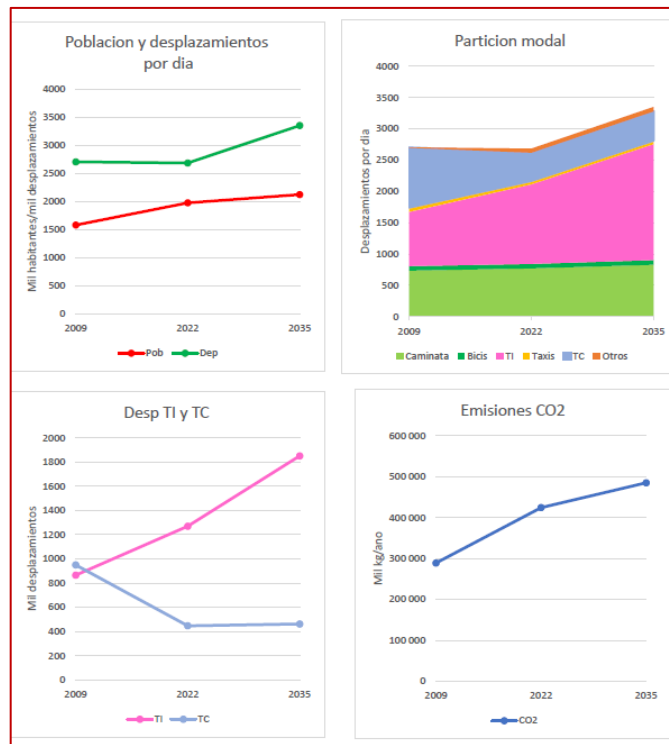 Poblacion y desplazamientos
por dia
Mil habitantes/mil desplazamientos
4000
3500
3000
2500
2000
1500
1000
500
0
2009
2022
2035
Pob
Dep
Particion modal
Desplazamientos por dia
4000
3500
3000
2500
2000
1500
1000
500
0
2009
2022
2035
Caminata
Bicis
TI
Taxis
TC
Otros
Desp TI y TC
Mil desplazamientos
2000
1800
1600
1400
1200
1000
800
600
400
200
0
2009
2022
2035
TI
TC
Emisiones CO2
Mil kg/ano
600 000
500 000
400 000
300 000
200 000
100 000
0
2009
2022
2035
CO2